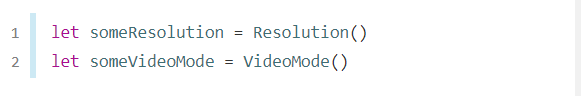 1 let someResolution = Resolution()
2 let someVideoMode = VideoMode()